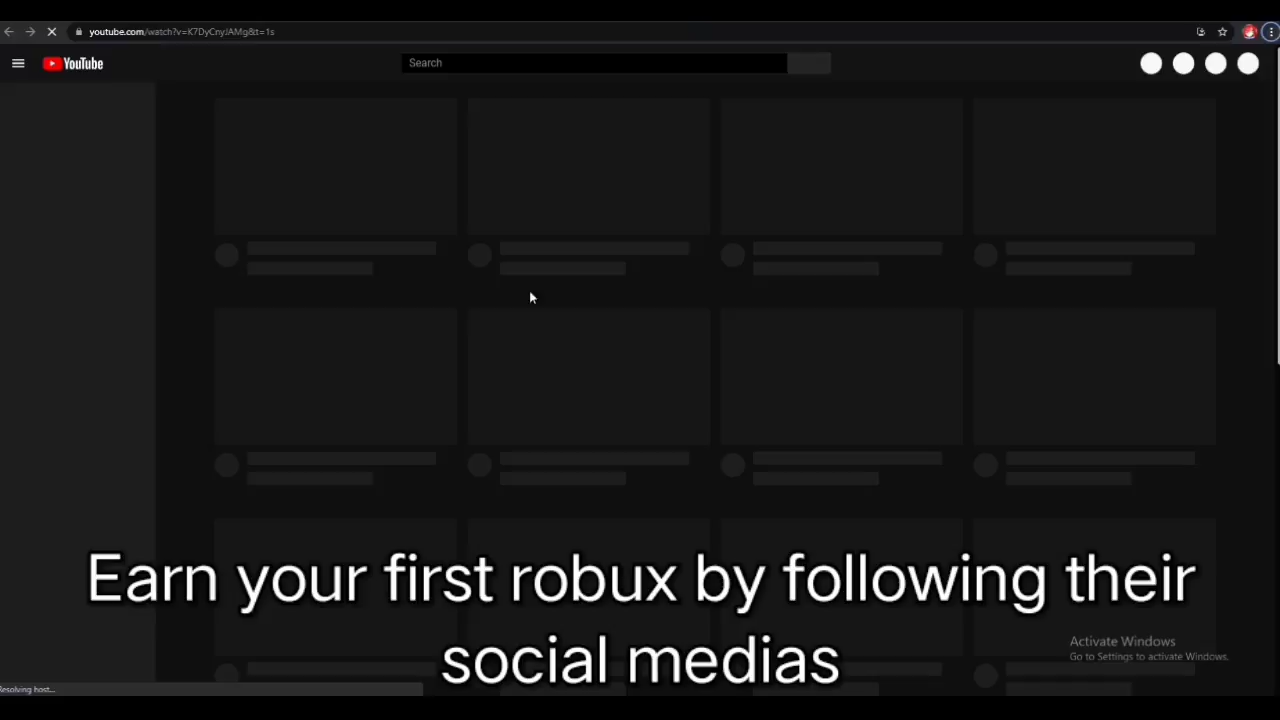 youtube.com/watch?v=K7DyCnyJAMg&t=1s
YouTube
Search
Earn your first robux by following their
social medias
Activate Windows
Go to Settings to activate Windows.
Resolving host...